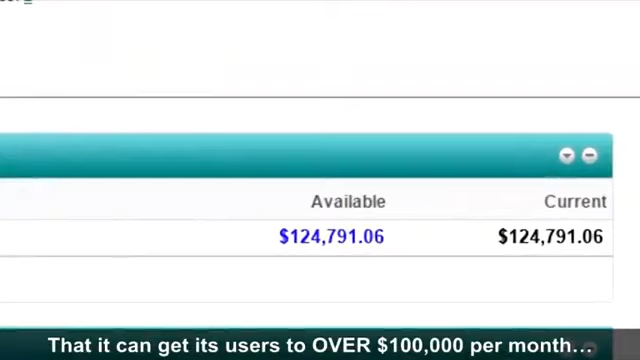 Available Current
$124,791.06 $124,791.06
That it can get its users to OVER $100,000 per month...